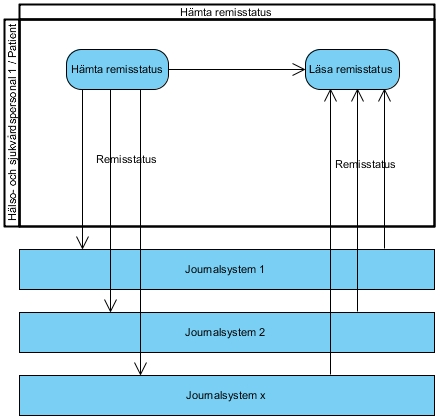 Hämta remisstatus
Hälso- och sjukvårdspersonal 1 / Patient
Hämta remisstatus
Läsa remisstatus
Remisstatus
Remisstatus
Journalsystem 1
Journalsystem 2
Journalsystem x